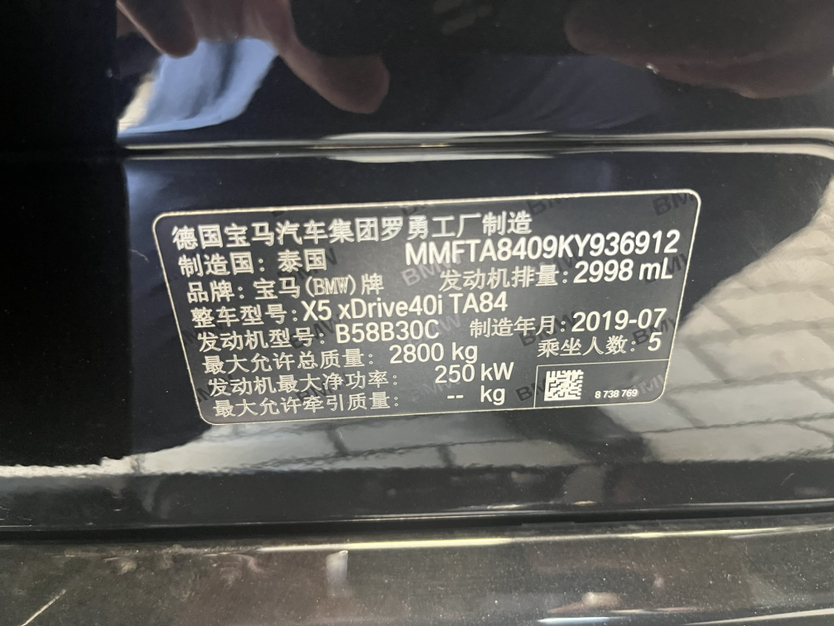 德国宝马汽车集团罗勇工厂制造
制造国: 泰国 MMFTA8409KY936912
品牌: 宝马(BMW)牌 发动机排量: 2998 mL
整车型号: X5 xDrive40i TA84
发动机型号: B58B30C 制造年月: 2019-07
最大允许总质量: 2800 kg 乘坐人数: 5
发动机最大净功率: 250 kW
最大允许牵引质量: -- kg
8 738 769